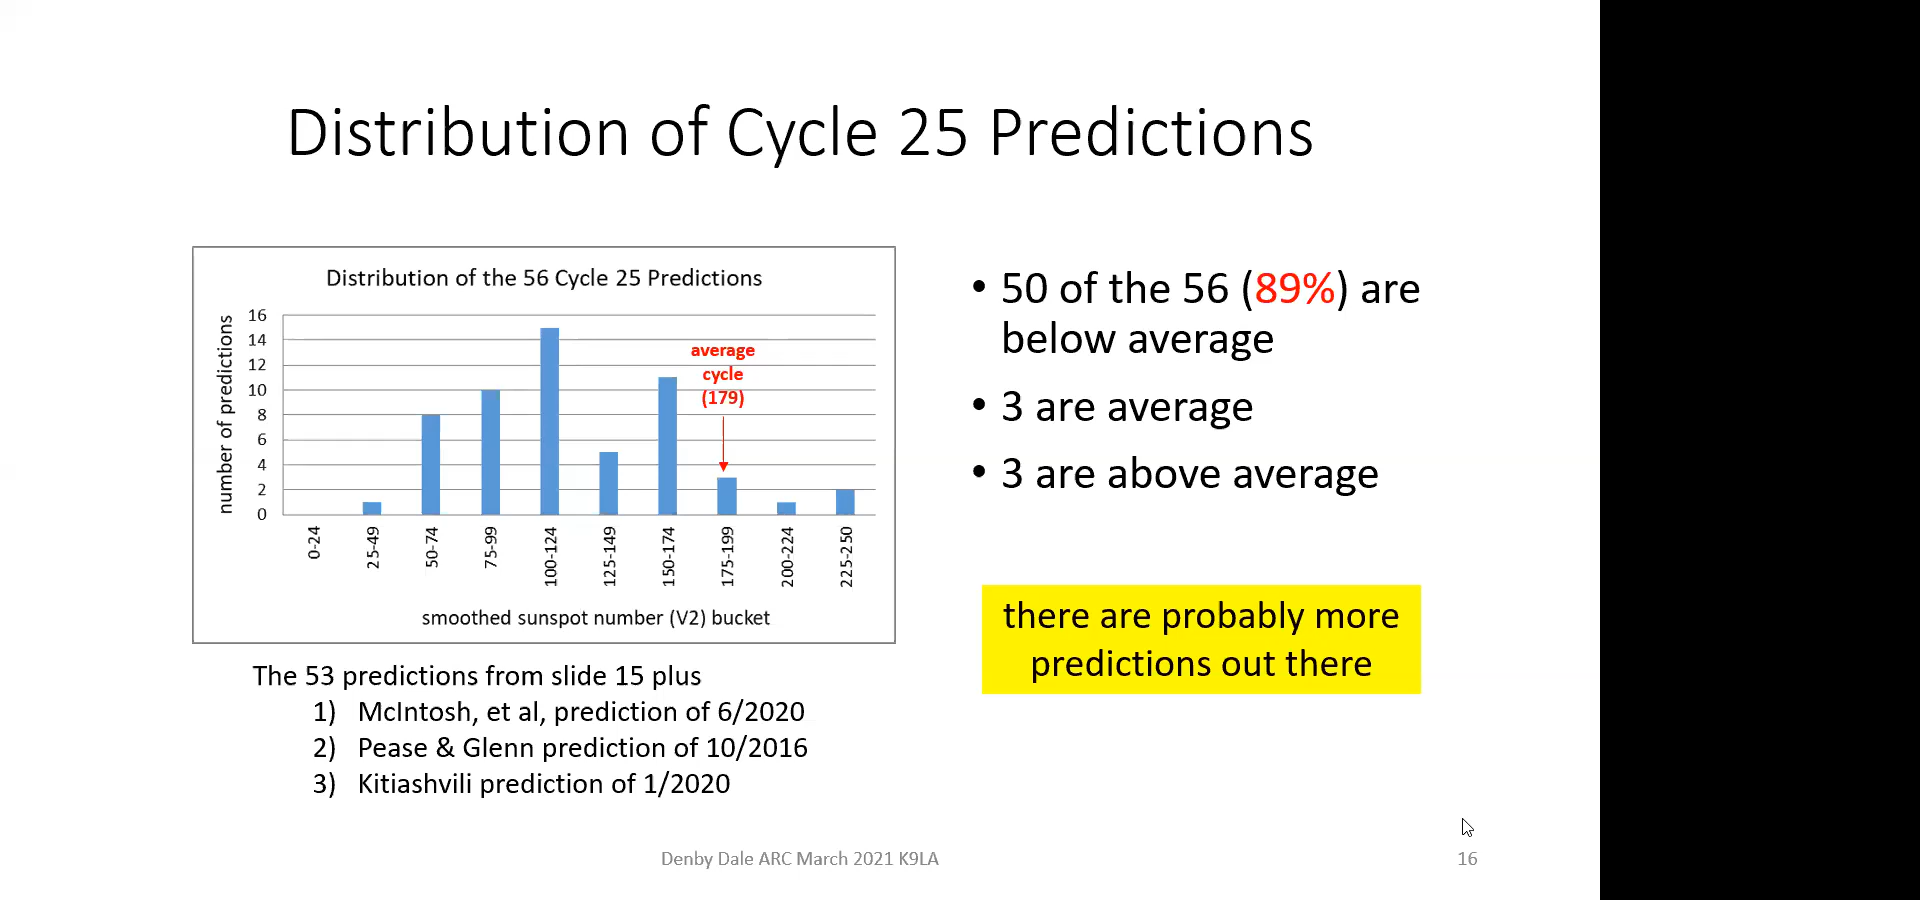 Distribution of Cycle 25 Predictions
Distribution of the 56 Cycle 25 Predictions
number of predictions
16
14
12
10
8
6
4
2
0
average
cycle
(179)
0-24
25-49
50-74
75-99
100-124
125-149
150-174
175-199
200-224
225-250
smoothed sunspot number (V2) bucket
The 53 predictions from slide 15 plus
1) McIntosh, et al, prediction of 6/2020
2) Pease & Glenn prediction of 10/2016
3) Kitiashvili prediction of 1/2020
• 50 of the 56 (89%) are
below average
• 3 are average
• 3 are above average
there are probably more
predictions out there
Denby Dale ARC March 2021 K9LA
16